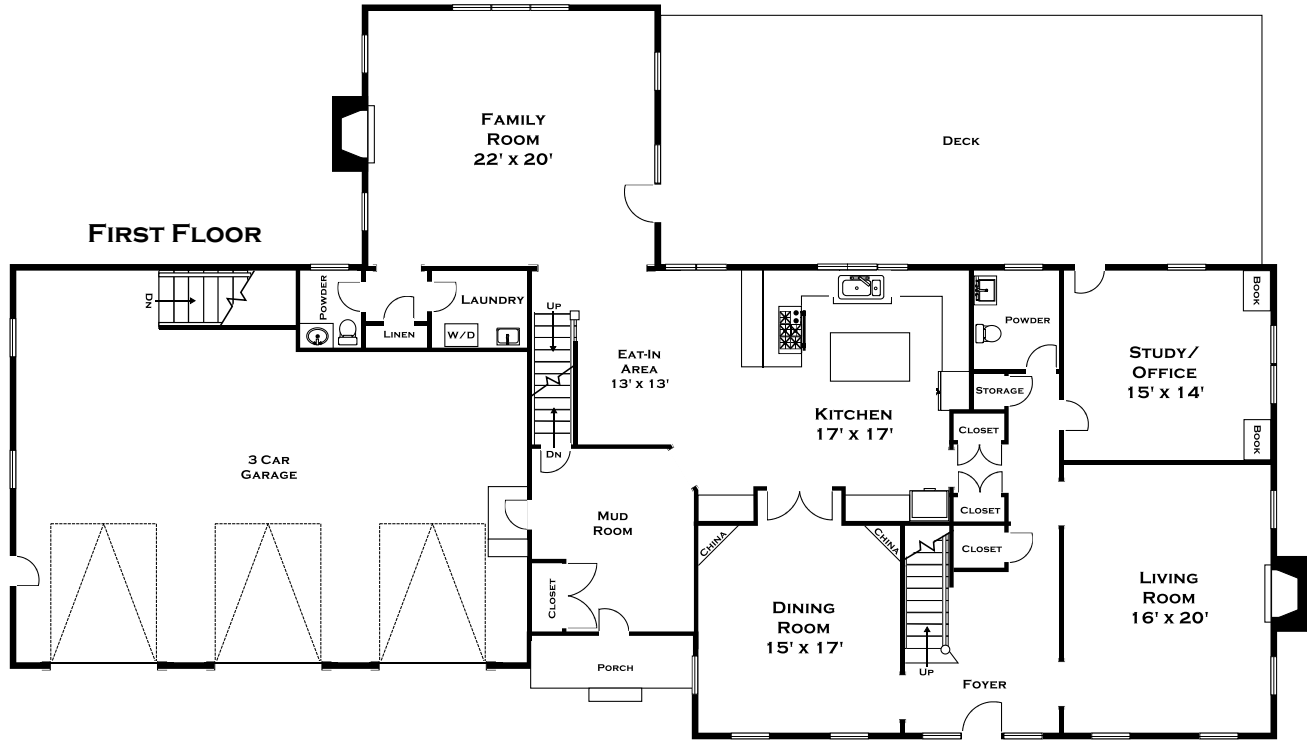 FIRST FLOOR
FAMILY
ROOM
22' X 20'
DECK
DN
POWDER
LINEN
LAUNDRY
W/D
UP
DN
EAT-IN
AREA
13' X 13'
KITCHEN
17' X 17'
POWDER
STORAGE
CLOSET
CLOSET
CLOSET
BOOK
STUDY/
OFFICE
15' X 14'
BOOK
3 CAR
GARAGE
MUD
ROOM
CLOSET
PORCH
CHINA
CHINA
DINING
ROOM
15' X 17'
UP
FOYER
LIVING
ROOM
16' X 20'